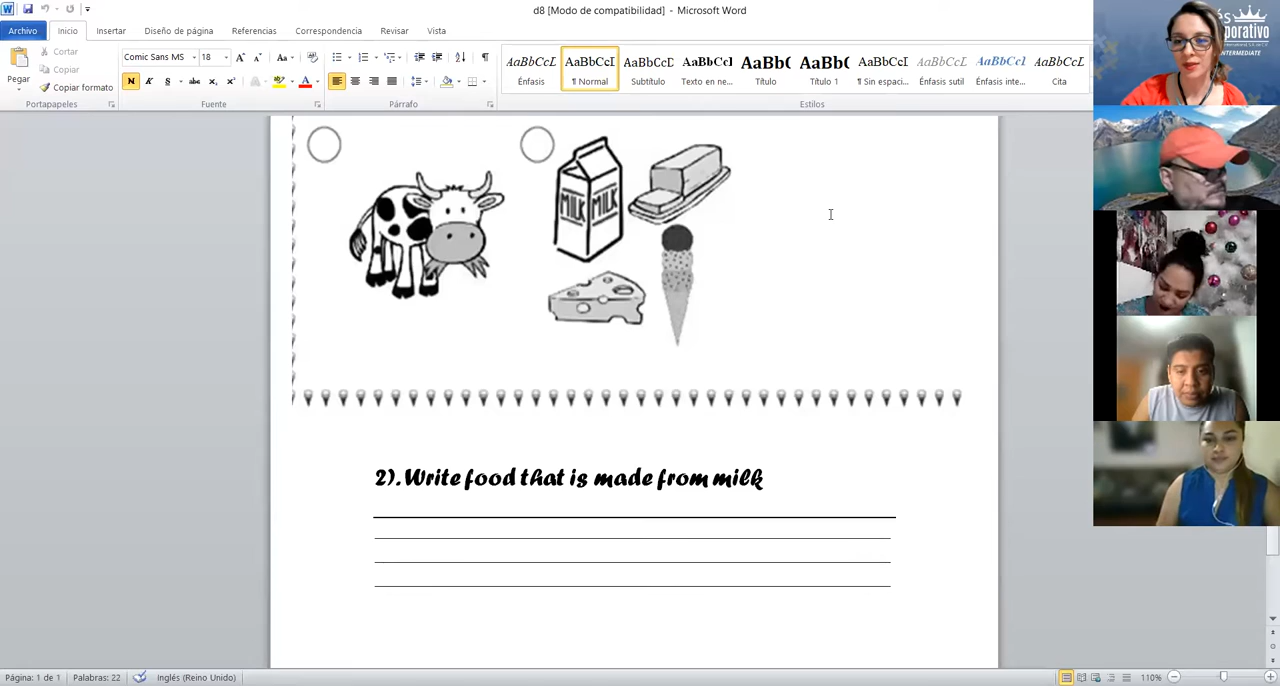 d8 [Modo de compatibilidad] - Microsoft Word
Archivo Inicio Insertar Diseño de página Referencias Correspondencia Revisar Vista
Pegar
Cortar
Copiar
Copiar formato
Portapapeles
Comic Sans MS 18
Fuente
Párrafo
AaBbCcL AaBbCcI AaBbCcD AaBbCcI AaBb( AaBb( AaBbCcI AaBbCcL AaBbCcI AaBbCcL
Énfasis ¶ Normal Subtítulo Texto en ne... Título Título 1 ¶ Sin espaci... Énfasis sutil Énfasis inte... Cita
Estilos
INTERMEDIATE
MILK MILK
2). Write food that is made from milk
Página: 1 de 1 Palabras: 22 Inglés (Reino Unido) 110%